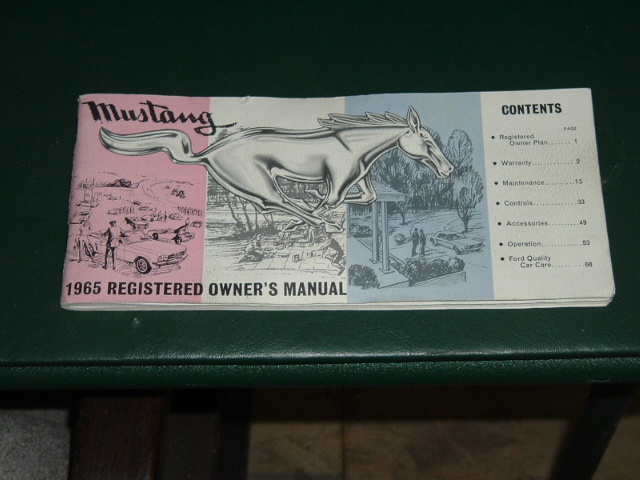 Mustang
1965 REGISTERED OWNER'S MANUAL
CONTENTS
PAGE
• Registered
Owner Plan....... 1
• Warranty............ 3
• Maintenance..........13
• Controls............33
• Accessories..........49
• Operation...........53
• Ford Quality
Car Care.........68